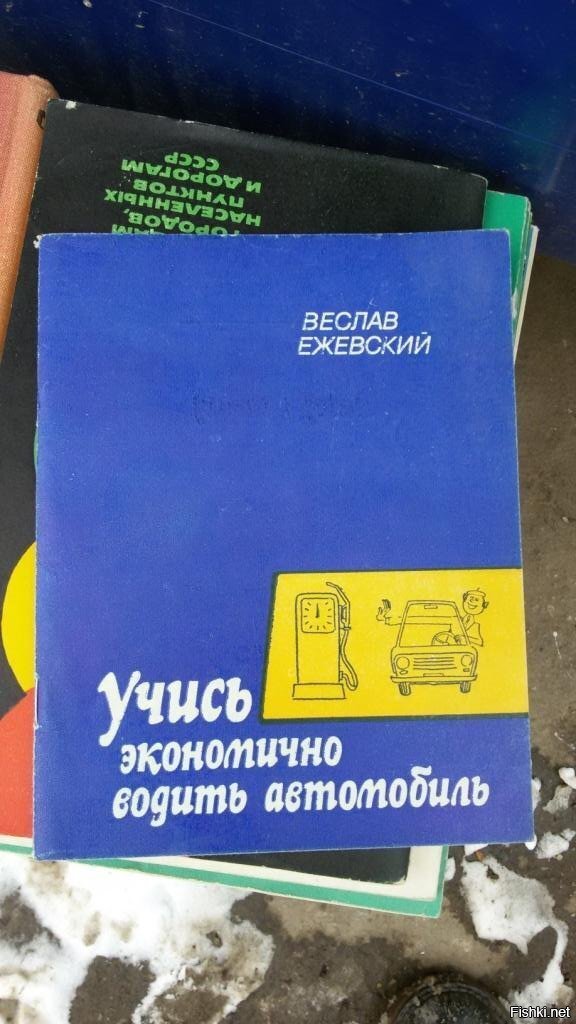 ГОРОДОВ,
НАСЕЛЕННЫХ
ПУНКТОВ
И ДОРОГАМ
СССР
ВЕСЛАВ
ЕЖЕВСКИЙ
Учись
экономично
водить автомобиль
Fishki.net